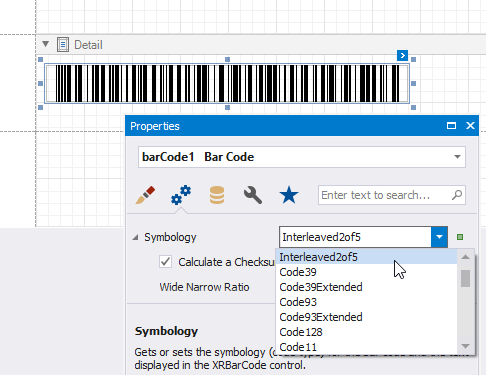 Detail
Properties
barCode1 Bar Code
Enter text to search...
Symbology
Interleaved2of5
Calculate a Checksu
Interleaved2of5
Code39
Wide Narrow Ratio
Code39Extended
Code93
Code93Extended
Symbology
Code128
Code11
Gets or sets the symbology
displayed in the XRBarCode control.